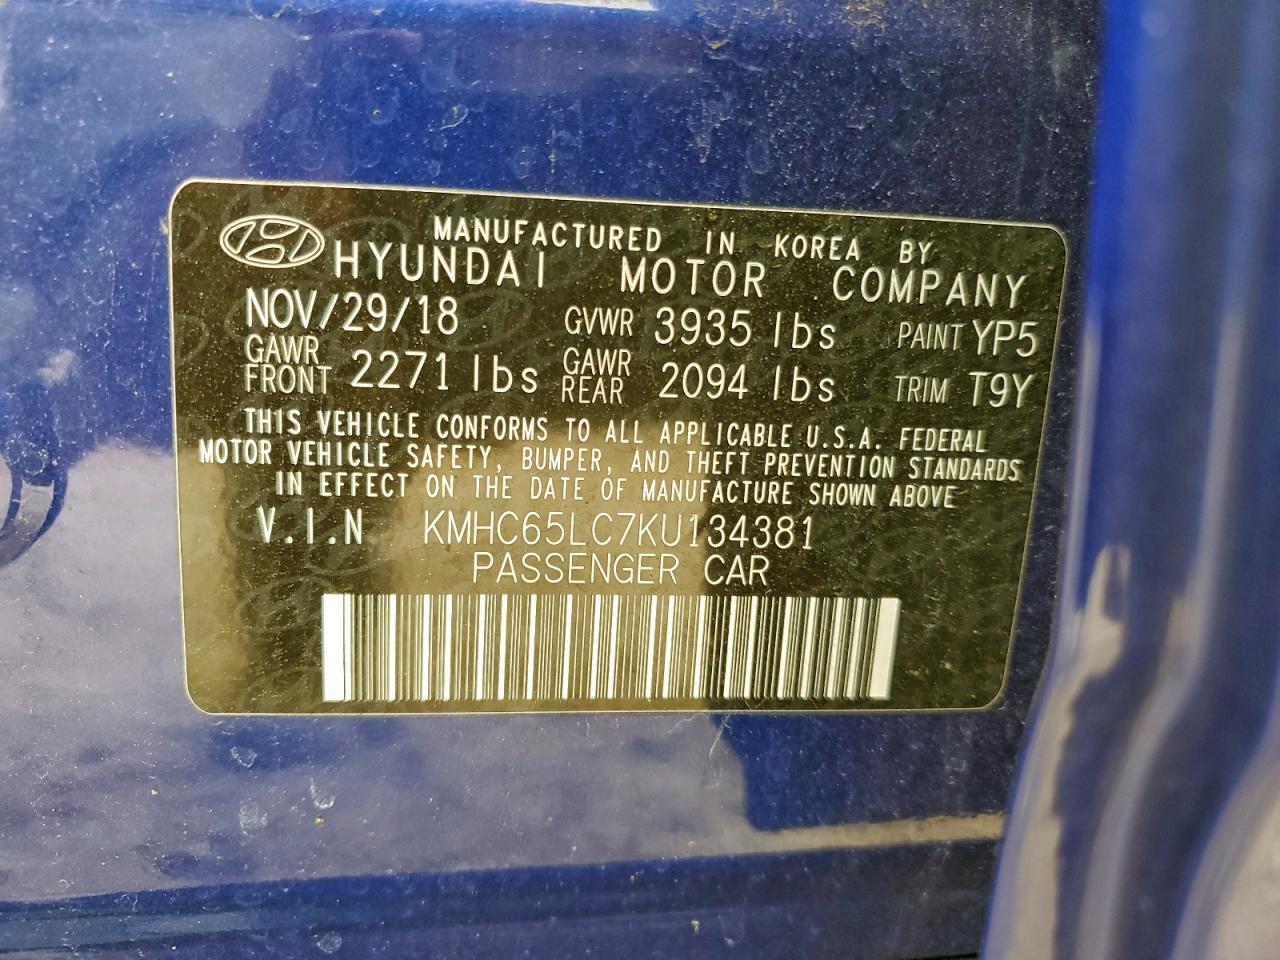 MANUFACTURED IN KOREA BY
HYUNDAI MOTOR COMPANY
NOV/29/18 GVWR 3935 lbs PAINT YP5
GAWR FRONT 2271 lbs GAWR REAR 2094 lbs TRIM T9Y
THIS VEHICLE CONFORMS TO ALL APPLICABLE U.S.A. FEDERAL
MOTOR VEHICLE SAFETY, BUMPER, AND THEFT PREVENTION STANDARDS
IN EFFECT ON THE DATE OF MANUFACTURE SHOWN ABOVE
V.I.N KMHC65LC7KU134381
PASSENGER CAR